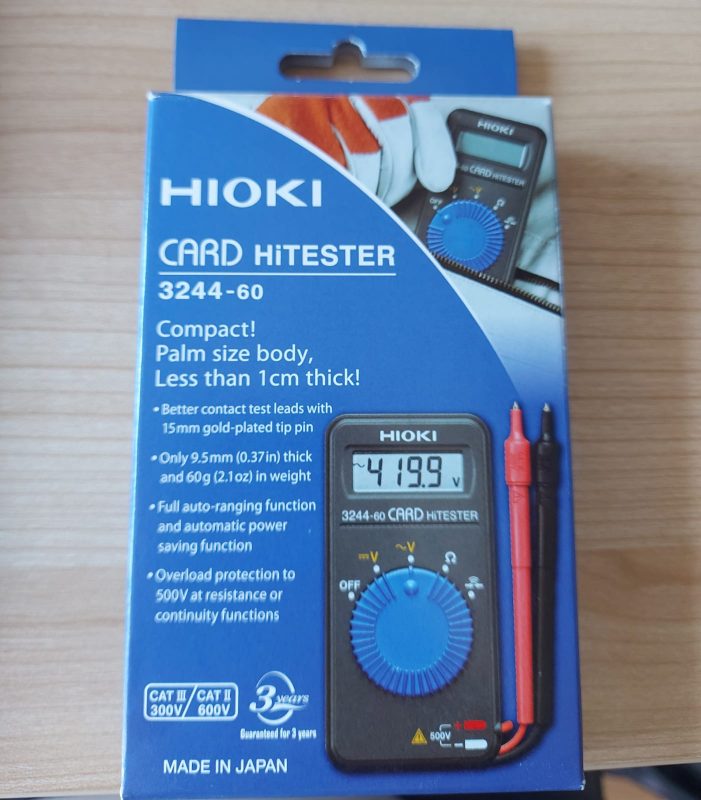 HIOKI
CARD HiTESTER
3244-60
Compact!
Palm size body,
Less than 1cm thick!
•Better contact test leads with
15mm gold-plated tip pin
•Only 9.5mm (0.37in) thick
and 60g (2.1oz) in weight
•Full auto-ranging function
and automatic power
saving function
•Overload protection to
500V at resistance or
continuity functions
CAT III / CAT II
300V / 600V
3 years
Guaranteed for 3 years
MADE IN JAPAN
HIOKI
CARD HiTESTER
OFF
~V
Ω
HIOKI
~419.9 V
3244-60 CARD HiTESTER
OFF
⎓V
~V
Ω
+
500V
−